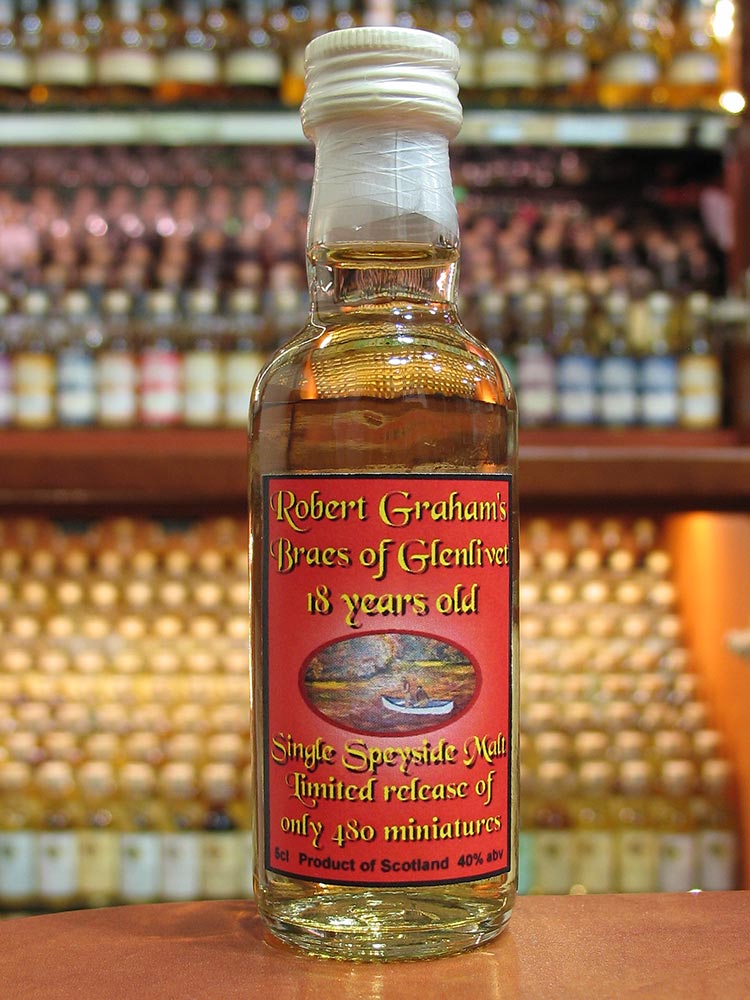 Robert Graham's
Braes of Glenlivet
18 years old
Single Speyside Malt
Limited release of
only 480 miniatures
5cl Product of Scotland 40% abv